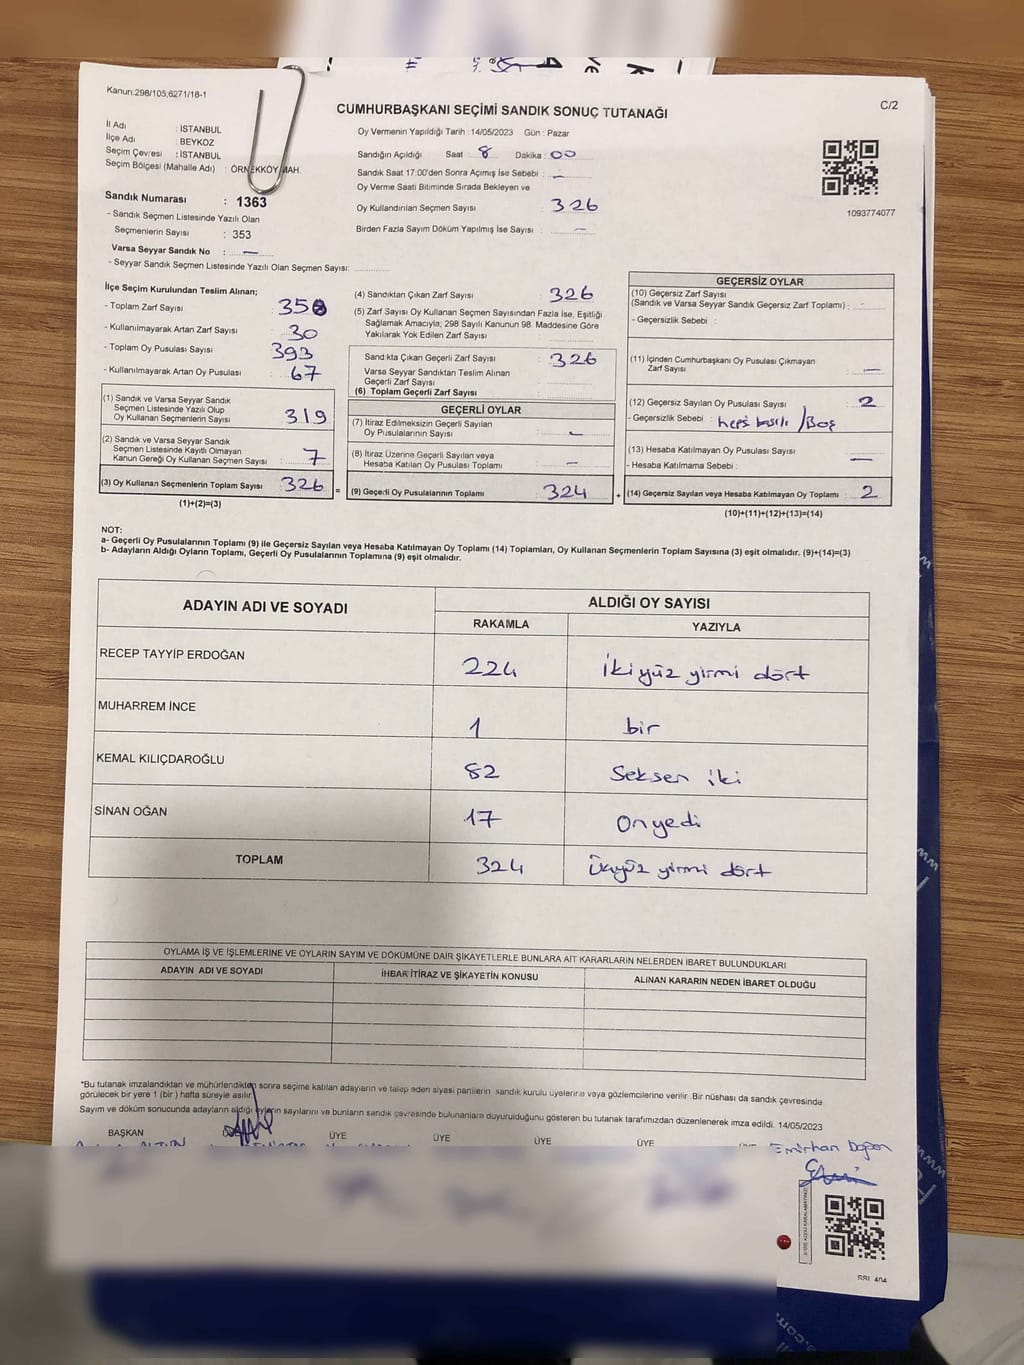 Kanun:298/105,6271/18-1
CUMHURBAŞKANI SEÇİMİ SANDIK SONUÇ TUTANAĞI
C/2
İl Adı : İSTANBUL
İlçe Adı : BEYKOZ
Seçim Çevresi : İSTANBUL
Seçim Bölgesi (Mahalle Adı) : ÖRNEKKÖY MAH.
Sandık Numarası : 1363
- Sandık Seçmen Listesinde Yazılı Olan
Seçmenlerin Sayısı : 353
Varsa Seyyar Sandık No : —
- Seyyar Sandık Seçmen Listesinde Yazılı Olan Seçmen Sayısı:
Oy Vermenin Yapıldığı Tarih : 14/05/2023 Gün : Pazar
Sandığın Açıldığı Saat : 8 Dakika : 00
Sandık Saat 17:00'den Sonra Açımış İse Sebebi : —
Oy Verme Saati Bitiminde Sırada Bekleyen ve
Oy Kullandırılan Seçmen Sayısı : 326
Birden Fazla Sayım Döküm Yapılmış İse Sayısı : —
1093774077
İlçe Seçim Kurulundan Teslim Alınan;
- Toplam Zarf Sayısı
- Kullanılmayarak Artan Zarf Sayısı : 30
- Toplam Oy Pusulası Sayısı : 393
- Kullanılmayarak Artan Oy Pusulası : 67
(1) Sandık ve Varsa Seyyar Sandık
Seçmen Listesinde Yazılı Olup
Oy Kullanan Seçmenlerin Sayısı : 319
(2) Sandık ve Varsa Seyyar Sandık
Seçmen Listesinde Kayıtlı Olmayan
Kanun Gereği Oy Kullanan Seçmen Sayısı : 7
(3) Oy Kullanan Seçmenlerin Toplam Sayısı : 326
(1)+(2)=(3)
(4) Sandıktan Çıkan Zarf Sayısı : 326
(5) Zarf Sayısı Oy Kullanan Seçmen Sayısından Fazla İse, Eşitliği
Sağlamak Amacıyla; 298 Sayılı Kanunun 98. Maddesine Göre
Yakılarak Yok Edilen Zarf Sayısı :
Sandıkta Çıkan Geçerli Zarf Sayısı : 326
Varsa Seyyar Sandıktan Teslim Alınan
Geçerli Zarf Sayısı :
(6) Toplam Geçerli Zarf Sayısı :
GEÇERLİ OYLAR
(7) İtiraz Edilmeksizin Geçerli Sayılan
Oy Pusulalarının Sayısı : —
(8) İtiraz Üzerine Geçerli Sayılan veya
Hesaba Katılan Oy Pusulası Toplamı : —
= (9) Geçerli Oy Pusulalarının Toplamı : 324
GEÇERSİZ OYLAR
(10) Geçersiz Zarf Sayısı
(Sandık ve Varsa Seyyar Sandık Geçersiz Zarf Toplamı) : -
- Geçersizlik Sebebi :
(11) İçinden Cumhurbaşkanı Oy Pusulası Çıkmayan
Zarf Sayısı : —
(12) Geçersiz Sayılan Oy Pusulası Sayısı : 2
- Geçersizlik Sebebi : hepsi basılı / Boş
(13) Hesaba Katılmayan Oy Pusulası Sayısı : —
- Hesaba Katılmama Sebebi :
+ (14) Geçersiz Sayılan veya Hesaba Katılmayan Oy Toplamı : 2
(10)+(11)+(12)+(13)=(14)
NOT:
a- Geçerli Oy Pusulalarının Toplamı (9) ile Geçersiz Sayılan veya Hesaba Katılmayan Oy Toplamı (14) Toplamları, Oy Kullanan Seçmenlerin Toplam Sayısına (3) eşit olmalıdır. (9)+(14)=(3)
b- Adayların Aldığı Oyların Toplamı, Geçerli Oy Pusulalarının Toplamına (9) eşit olmalıdır.
ADAYIN ADI VE SOYADI ALDIĞI OY SAYISI
RAKAMLA YAZIYLA
RECEP TAYYİP ERDOĞAN 224 İkiyüz yirmi dört
MUHARREM İNCE 1 bir
KEMAL KILIÇDAROĞLU 82 Seksen iki
SİNAN OĞAN 17 Onyedi
TOPLAM 324 Üçyüz yirmi dört
OYLAMA İŞ VE İŞLEMLERİNE VE OYLARIN SAYIM VE DÖKÜMÜNE DAİR ŞİKAYETLERLE BUNLARA AİT KARARLARIN NELERDEN İBARET BULUNDUKLARI
ADAYIN ADI VE SOYADI İHBAR İTİRAZ VE ŞİKAYETİN KONUSU ALINAN KARARIN NEDEN İBARET OLDUĞU
*Bu tutanak imzalandıktan ve mühürlendikten sonra seçime katılan adayların ve talep eden siyasi partilerin sandık kurulu üyelerine veya gözlemcilerine verilir. Bir nüshası da sandık çevresinde
görülecek bir yere 1 (bir) hafta süreyle asılır.
Sayım ve döküm sonucunda adayların aldığı oyların sayılarını ve bunların sandık çevresinde bulunanlara duyurulduğunu gösteren bu tutanak tarafımızdan düzenlenerek imza edildi. 14/05/2023
BAŞKAN ÜYE ÜYE ÜYE ÜYE
Emirhan Doğan